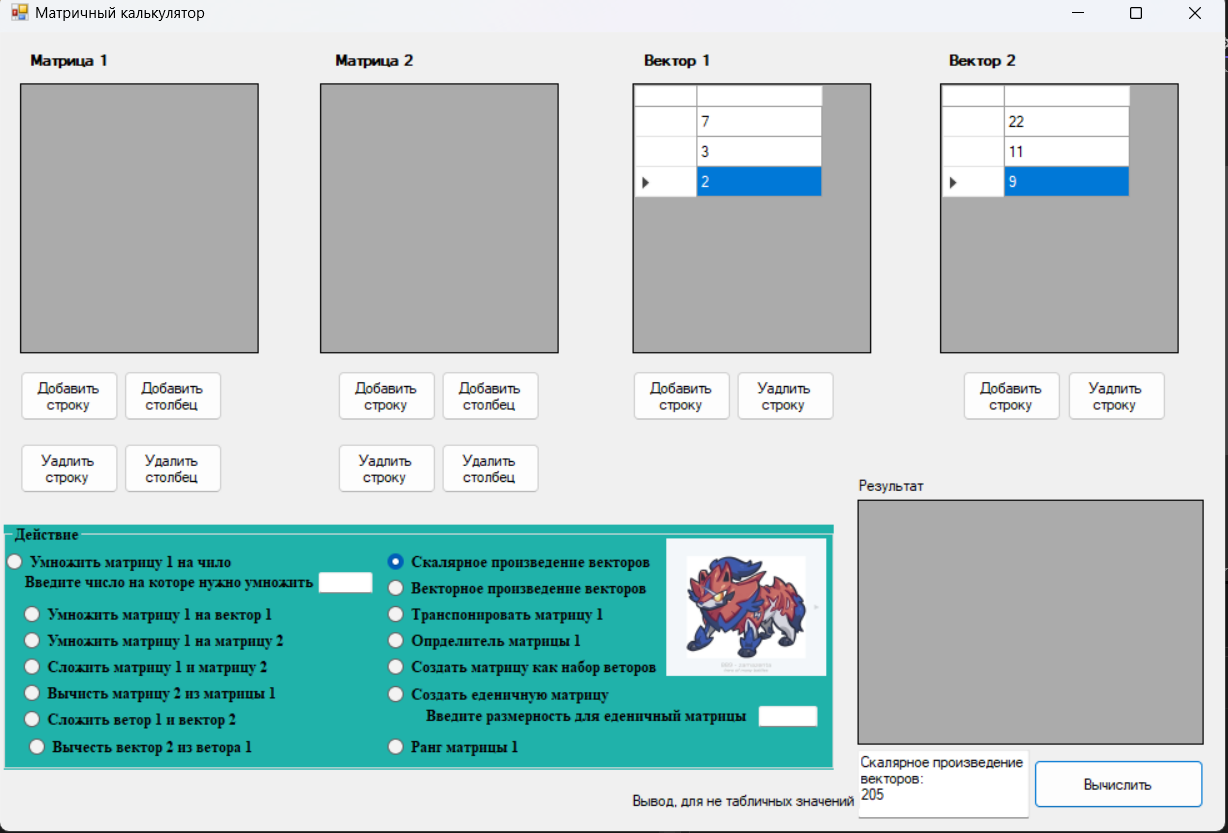 Матричный калькулятор
Матрица 1
Матрица 2
Вектор 1
Вектор 2
7
3
2
22
11
9
Добавить
строку
Добавить
столбец
Добавить
строку
Добавить
столбец
Добавить
строку
Уадлить
строку
Добавить
строку
Уадлить
строку
Уадлить
строку
Удалить
столбец
Уадлить
строку
Удалить
столбец
Результат
Действие
Умножить матрицу 1 на чило
Введите число на которе нужно умножить
Умножить матрицу 1 на вектор 1
Умножить матрицу 1 на матрицу 2
Сложить матрицу 1 и матрицу 2
Вычисть матрицу 2 из матрицы 1
Сложить ветор 1 и вектор 2
Вычесть вектор 2 из ветора 1
Скалярное произведение векторов
Векторное произведение векторов
Транспонировать матрицу 1
Опрделитель матрицы 1
Создать матрицу как набор веторов
Создать еденичную матрицу
Введите размерность для еденичный матрицы
Ранг матрицы 1
Вывод, для не табличных значений
Скалярное произведение
векторов:
205
Вычислить